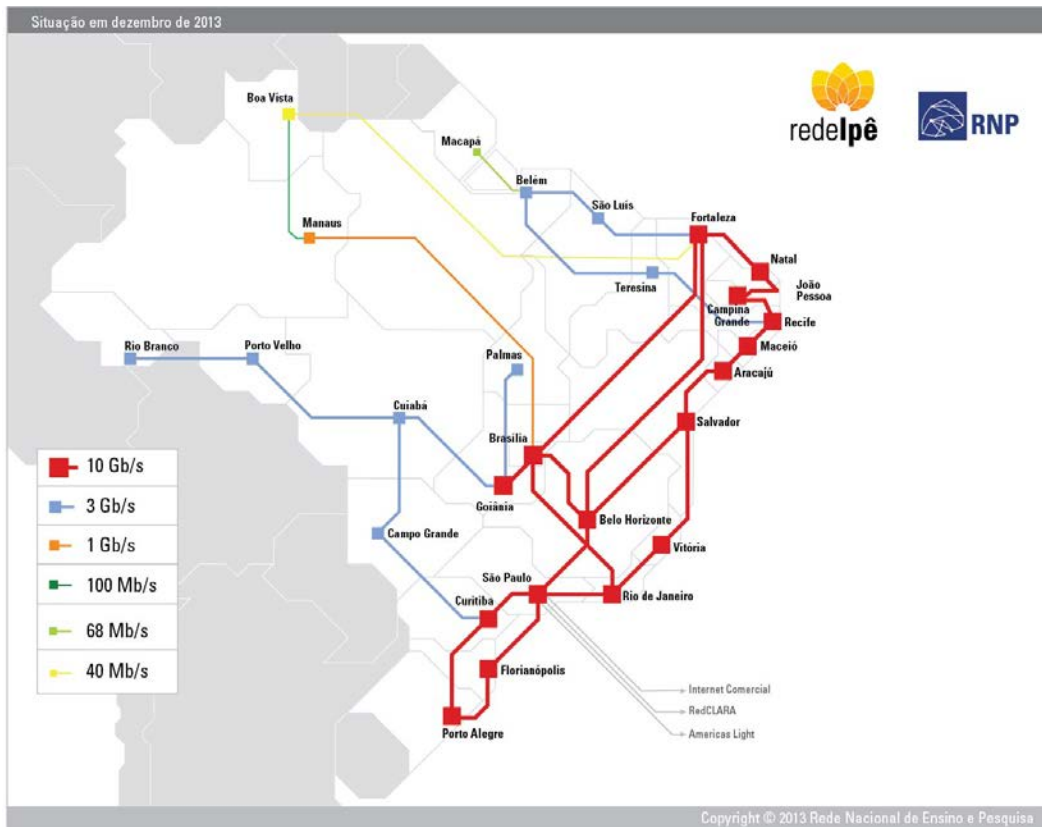 Situação em dezembro de 2013
redeIpê
RNP
Boa Vista
Macapá
Belém
São Luís
Fortaleza
Manaus
Natal
Teresina
João
Pessoa
Campina
Grande
Recife
Maceió
Rio Branco
Porto Velho
Palmas
Aracajú
Cuiabá
Salvador
Brasília
Goiânia
Belo Horizonte
Campo Grande
Vitória
São Paulo
Rio de Janeiro
Curitiba
Florianópolis
Porto Alegre
10 Gb/s
3 Gb/s
1 Gb/s
100 Mb/s
68 Mb/s
40 Mb/s
Internet Comercial
RedCLARA
Americas Light
Copyright © 2013 Rede Nacional de Ensino e Pesquisa